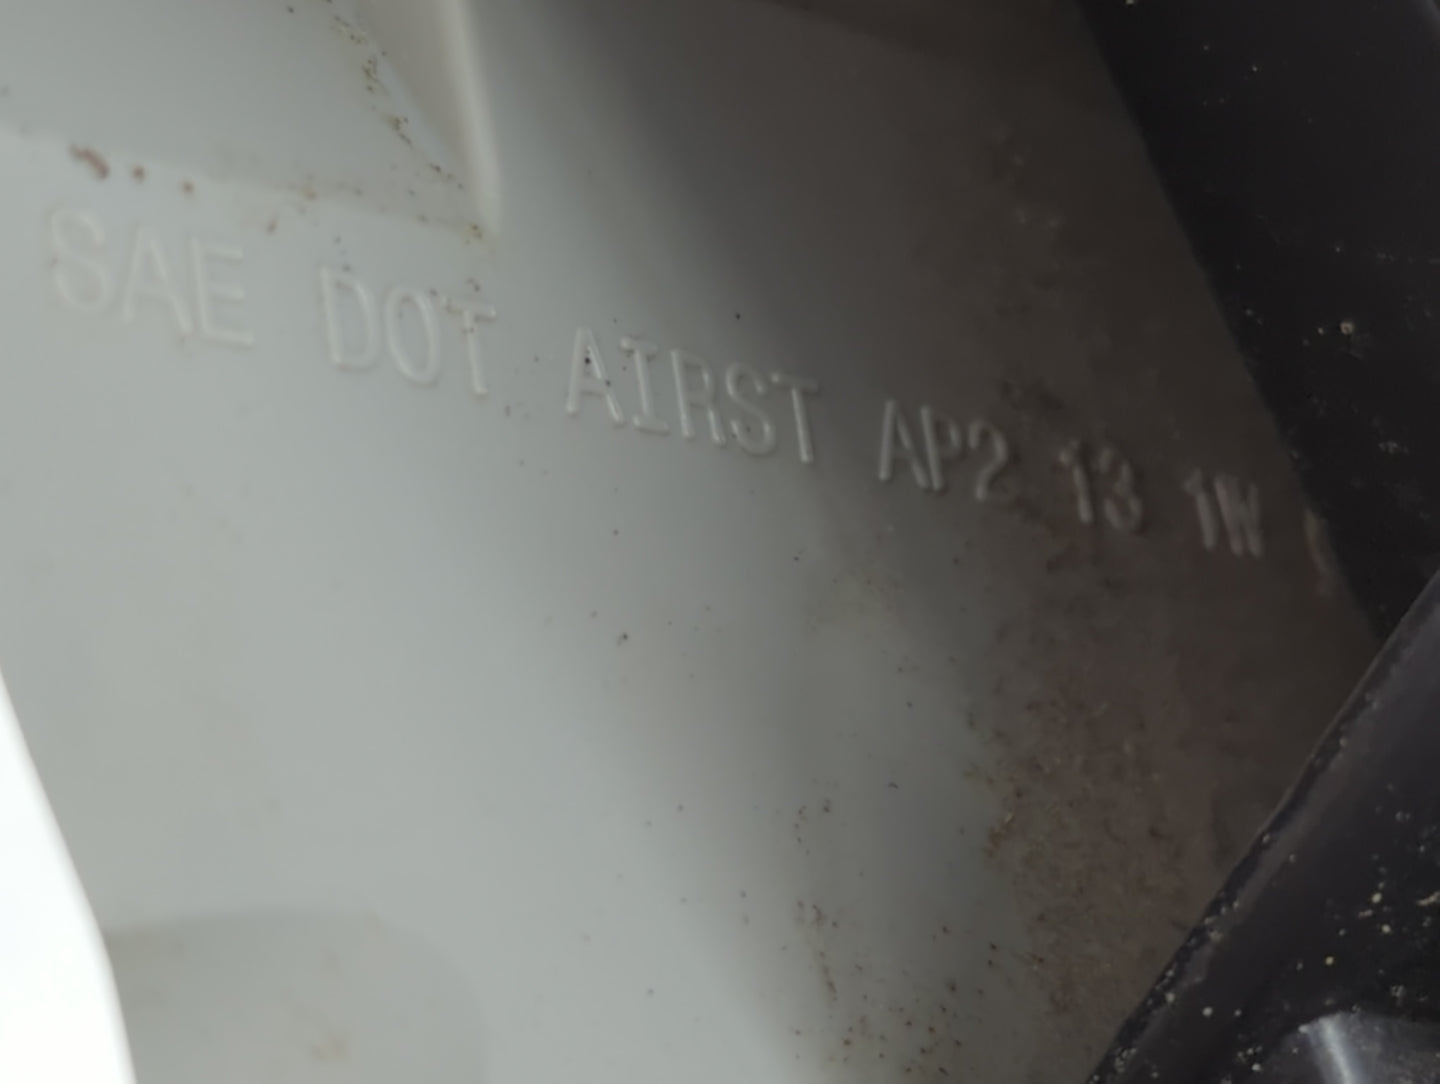 SAE DOT AIRST AP2 13 1W